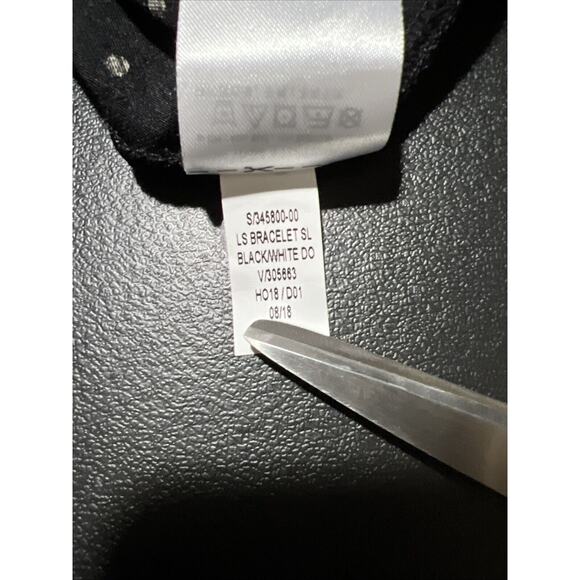 S/345800-00
LS BRACELET SL
BLACK/WHITE DO
V/305663
HO18 / D01
08/18